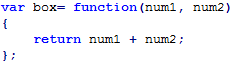 var box= function(num1, num2)
{
    return num1 + num2;
};